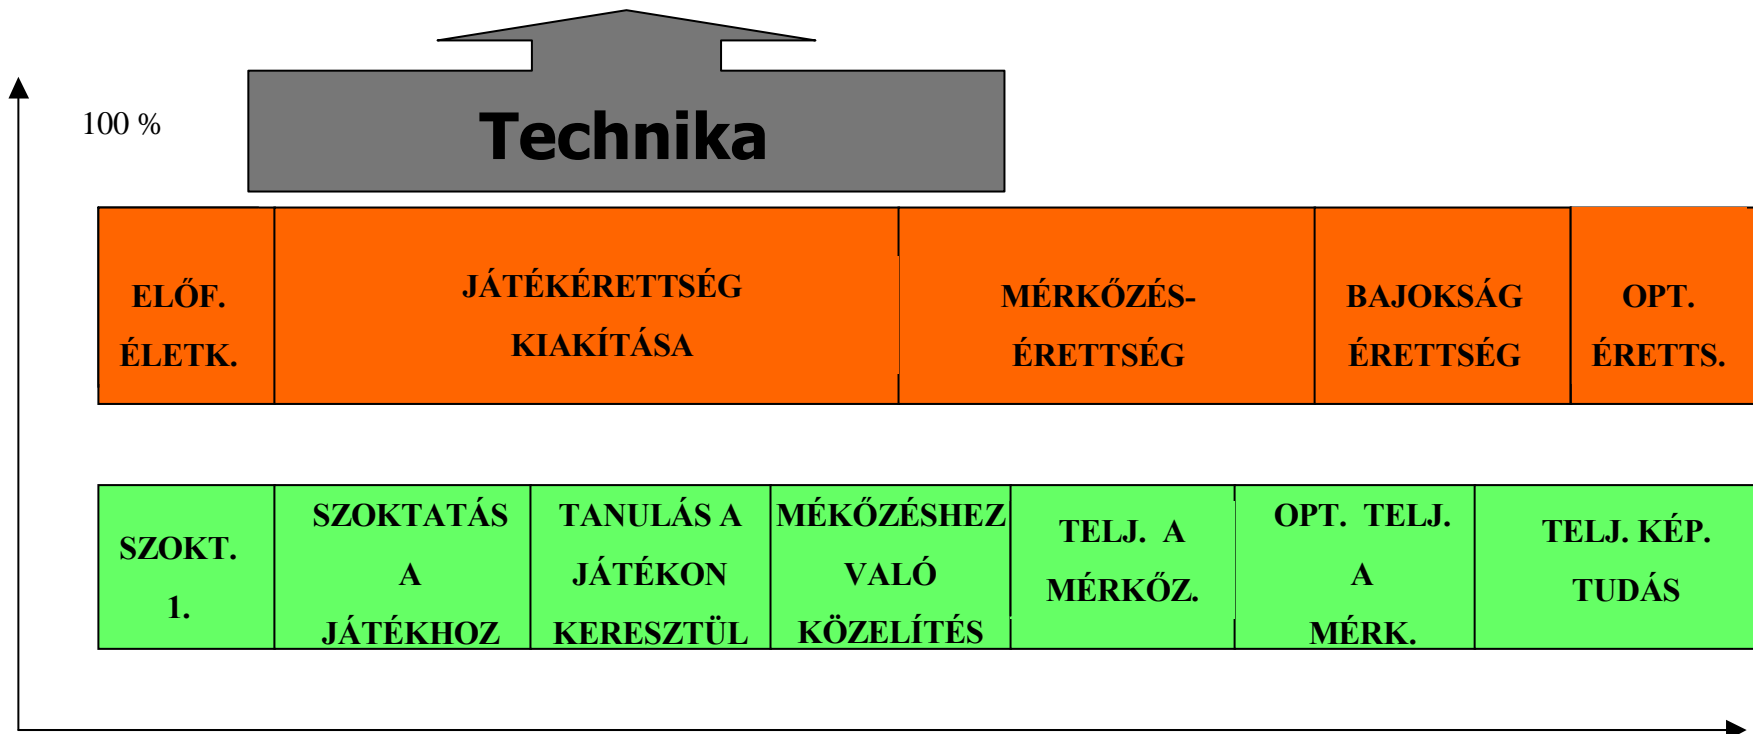 100 %
Technika
ELŐF.
ÉLETK.
JÁTÉKÉRETTSÉG
KIAKÍTÁSA
MÉRKŐZÉS-
ÉRETTSÉG
BAJOKSÁG
ÉRETTSÉG
OPT.
ÉRETTS.
SZOKT.
1.
SZOKTATÁS
A
JÁTÉKHOZ
TANULÁS A
JÁTÉKON
KERESZTÜL
MÉKŐZÉSHEZ
VALÓ
KÖZELÍTÉS
TELJ. A
MÉRKŐZ.
OPT. TELJ.
A
MÉRK.
TELJ. KÉP.
TUDÁS